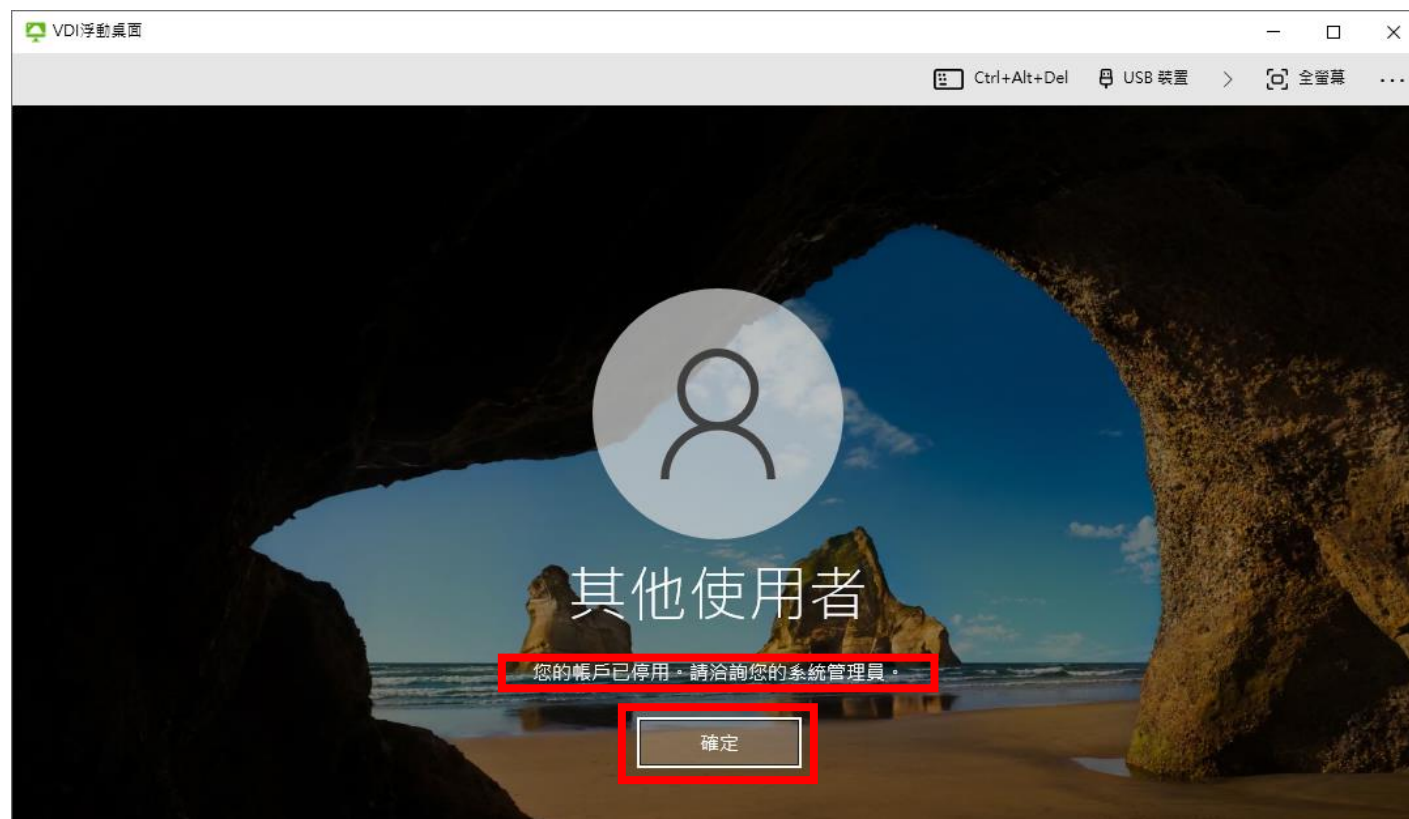 VDI浮動桌面
Ctrl+Alt+Del USB 裝置 全螢幕
其他使用者
您的帳戶已停用。請洽詢您的系統管理員。
確定